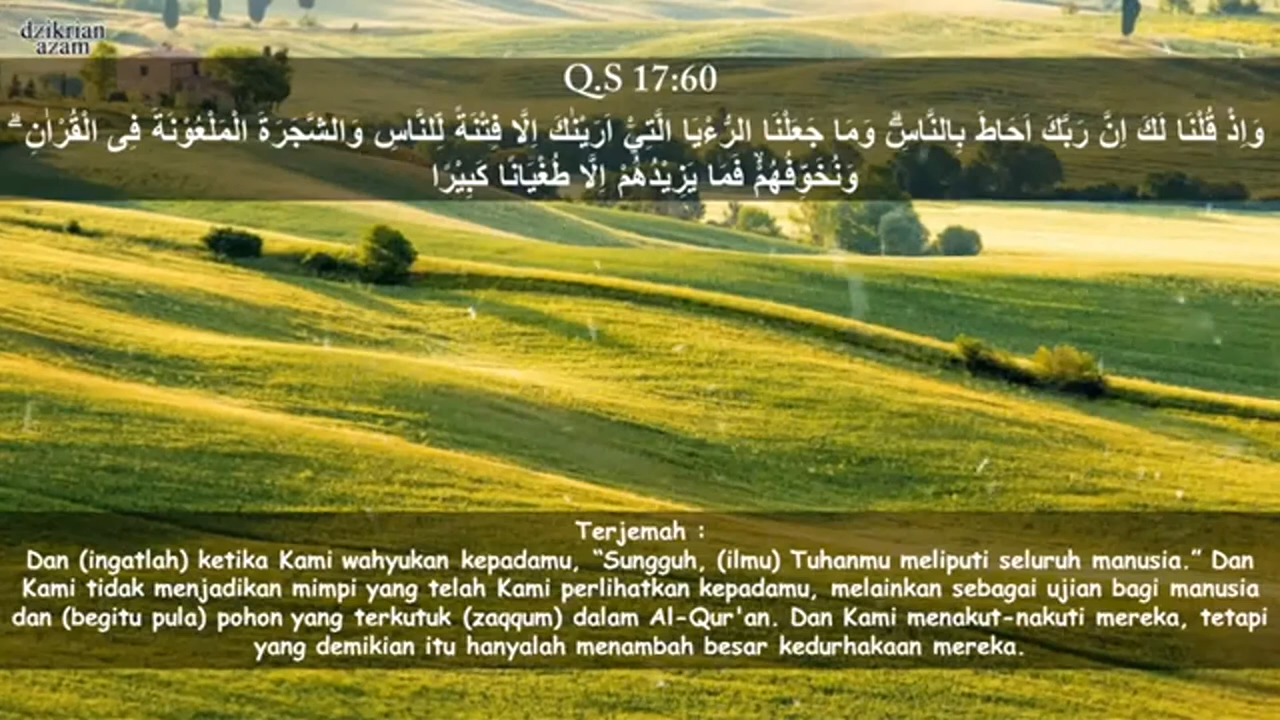 dzikrian
azam
Q.S 17:60
وَاِذْ قُلْنَا لَكَ اِنَّ رَبَّكَ اَحَاطَ بِالنَّاسِۗ وَمَا جَعَلْنَا الرُّءْيَا الَّتِيْٓ اَرَيْنٰكَ اِلَّا فِتْنَةً لِّلنَّاسِ وَالشَّجَرَةَ الْمَلْعُوْنَةَ فِى الْقُرْاٰنِ ۗ
وَنُخَوِّفُهُمْۙ فَمَا يَزِيْدُهُمْ اِلَّا طُغْيَانًا كَبِيْرًا
Terjemah :
Dan (ingatlah) ketika Kami wahyukan kepadamu, “Sungguh, (ilmu) Tuhanmu meliputi seluruh manusia.” Dan
Kami tidak menjadikan mimpi yang telah Kami perlihatkan kepadamu, melainkan sebagai ujian bagi manusia
dan (begitu pula) pohon yang terkutuk (zaqqum) dalam Al-Qur'an. Dan Kami menakut-nakuti mereka, tetapi
yang demikian itu hanyalah menambah besar kedurhakaan mereka.